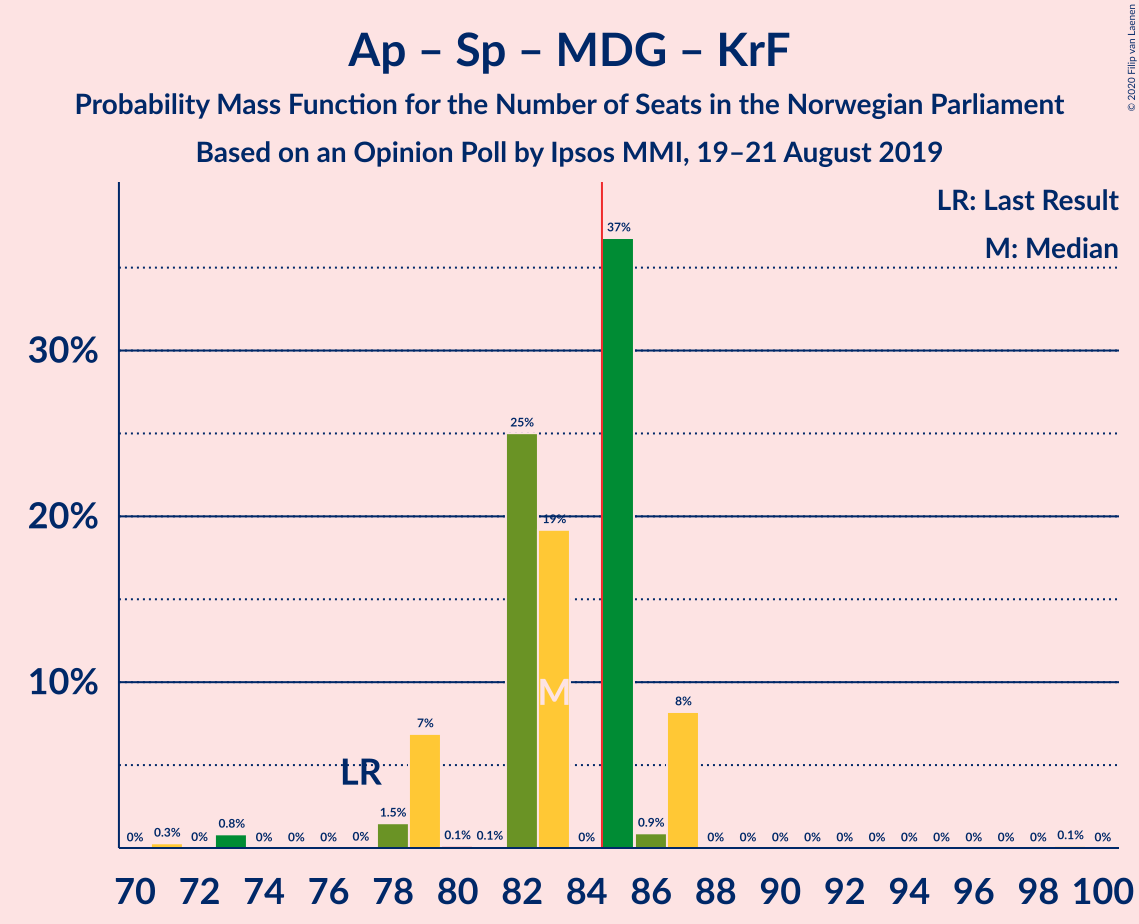 Ap – Sp – MDG – KrF
Probability Mass Function for the Number of Seats in the Norwegian Parliament
Based on an Opinion Poll by Ipsos MMI, 19–21 August 2019
© 2020 Filip van Laenen
LR: Last Result
M: Median
30%
20%
10%
0% 0.3% 0% 0.8% 0% 0% 0% 0% 1.5% 7% 0.1% 0.1% 25% 19% 0% 37% 0.9% 8% 0% 0% 0% 0% 0% 0% 0% 0% 0% 0% 0% 0.1% 0%
LR
M
70 72 74 76 78 80 82 84 86 88 90 92 94 96 98 100